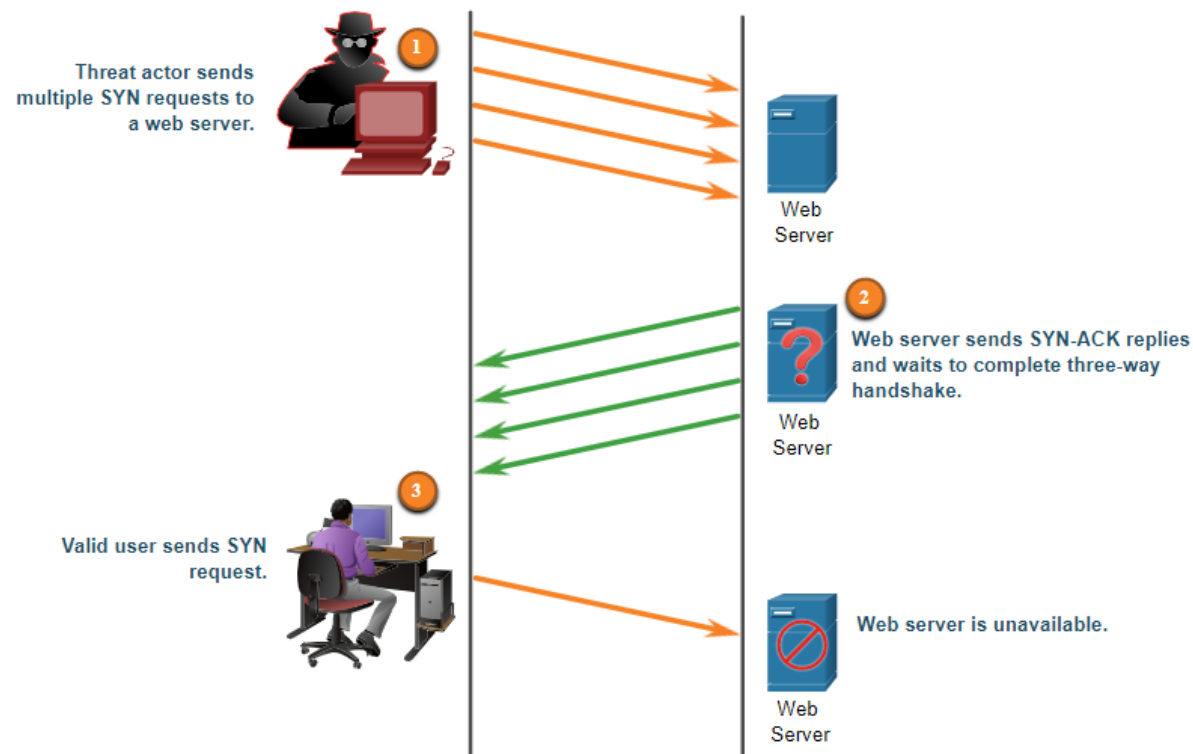 1
Threat actor sends
multiple SYN requests to
a web server.
Web
Server
2
Web server sends SYN-ACK replies
and waits to complete three-way
handshake.
Web
Server
3
Valid user sends SYN
request.
Web server is unavailable.
Web
Server